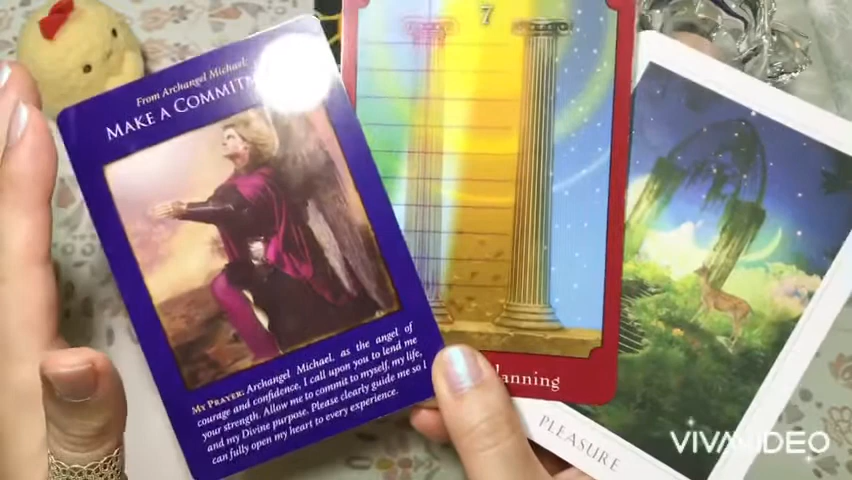 From Archangel Michael:
MAKE A
MY PRAYER: Archangel Michael, as the angel of
courage and confidence, I call upon you to lend me
your strength. Allow me to commit to myself, my life,
and my Divine purpose. Please clearly guide me so I
can fully open my heart to every experience.
7
PLEASURE
VIVAVIDEO